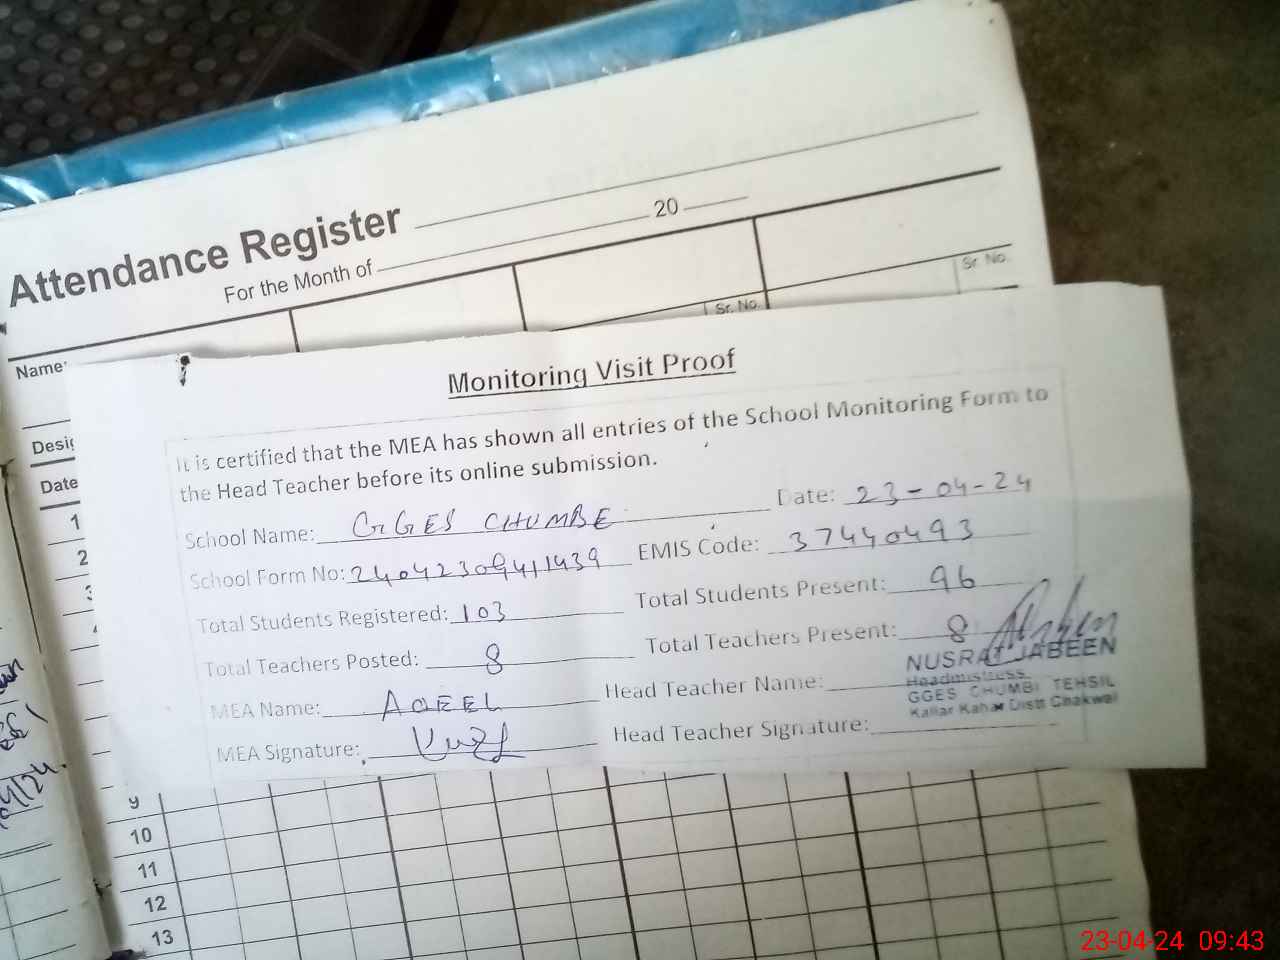 Attendance Register
For the Month of 20
Name:
Sr. No.
Sr. No.
Date
1
2
Monitoring Visit Proof
It is certified that the MEA has shown all entries of the School Monitoring Form to
the Head Teacher before its online submission.
School Name: GGES CHUMBE Date: 23-04-24
School Form No: 24042309411439 EMIS Code: 37440493
Total Students Registered: 103 Total Students Present: 96
Total Teachers Posted: 8 Total Teachers Present: 8
MEA Name: AQEEL Head Teacher Name:
NUSRAT JABEEN
Headmistress
GGES CHUMBI TEHSIL
Kallar Kahar Distt Chakwal
MEA Signature: Head Teacher Signature:
9
10
11
12
13
23-04-24 09:43